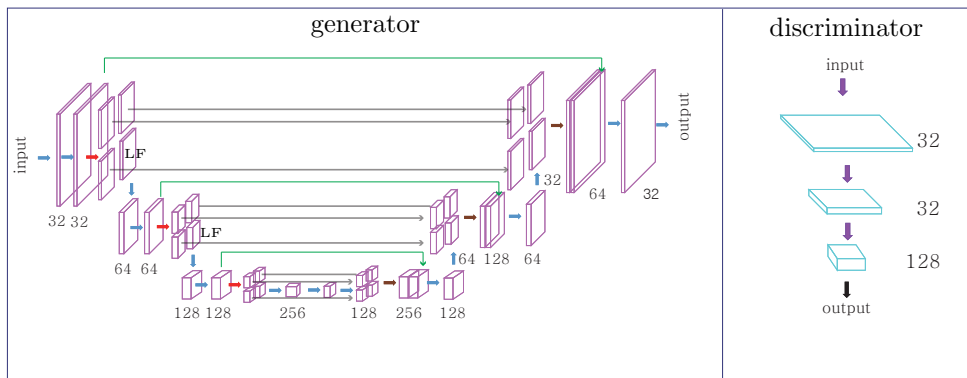 generator
input
32 32
LF
32
64
32
output
64 64
LF
64 128 64
128 128 256 128 256 128
discriminator
input
32
32
128
output